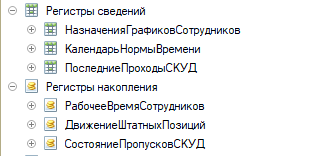 Регистры сведений
НазначенияГрафиковСотрудников
КалендарьНормыВремени
ПоследниеПроходыСКУД
Регистры накопления
РабочееВремяСотрудников
ДвижениеШтатныхПозиций
СостояниеПропусковСКУД